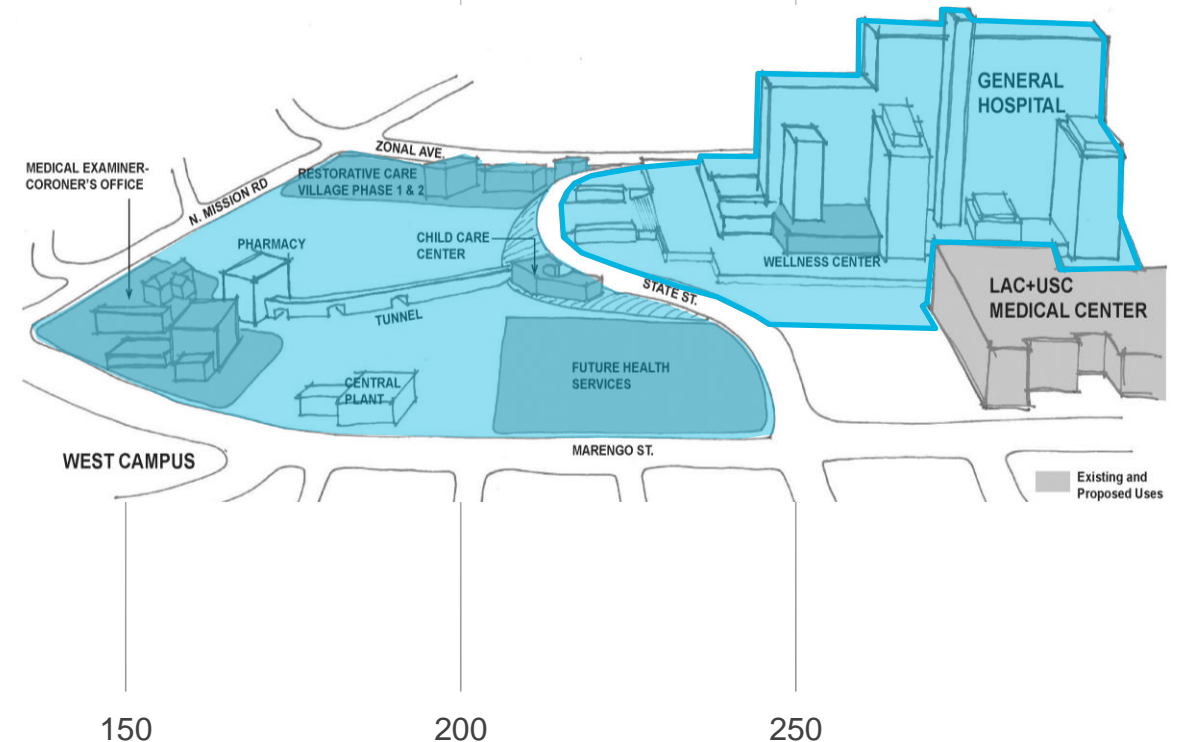 GENERAL
HOSPITAL
ZONAL AVE.
MEDICAL EXAMINER-
CORONER'S OFFICE
RESTORATIVE CARE
VILLAGE PHASE 1 & 2
N. MISSION RD
PHARMACY
CHILD CARE
CENTER
WELLNESS CENTER
STATE ST.
LAC+USC
MEDICAL CENTER
TUNNEL
FUTURE HEALTH
SERVICES
CENTRAL
PLANT
MARENGO ST.
WEST CAMPUS
Existing and
Proposed Uses
150
200
250